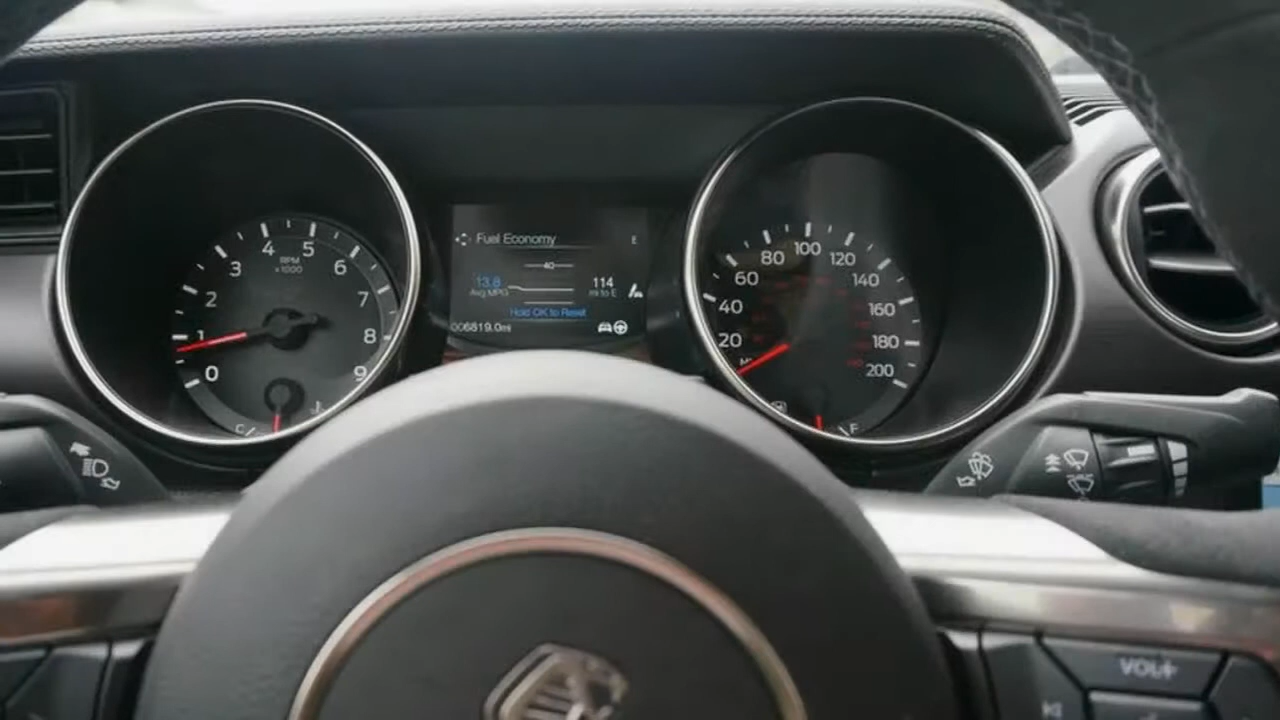 Fuel Economy E
40
13.8 114
Avg MPG mi to E
Hold OK to Reset
006819.0mi
0 1 2 3 4 5 6 7 8 9
RPM
x1000
C
20 40 60 80 100 120 140 160 180 200
F
VOL+